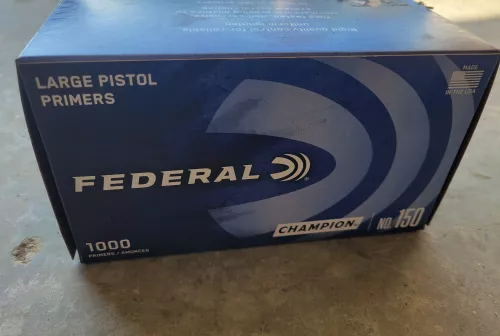 LARGE PISTOL
PRIMERS
MADE
IN THE USA
FEDERAL
CHAMPION
NO. 150
1000
PRIMERS / AMORCES